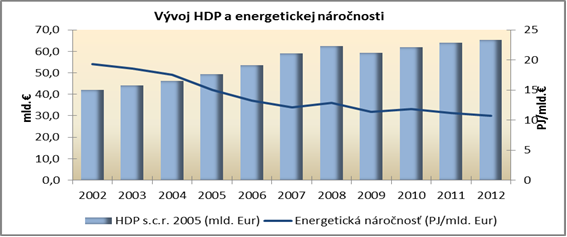 Vývoj HDP a energetickej náročnosti
70,0
60,0
50,0
40,0
30,0
20,0
10,0
0,0
mld.€
25
20
15
10
5
0
PJ/mld.€
2002 2003 2004 2005 2006 2007 2008 2009 2010 2011 2012
HDP s.c.r. 2005 (mld. Eur) Energetická náročnosť (PJ/mld. Eur)